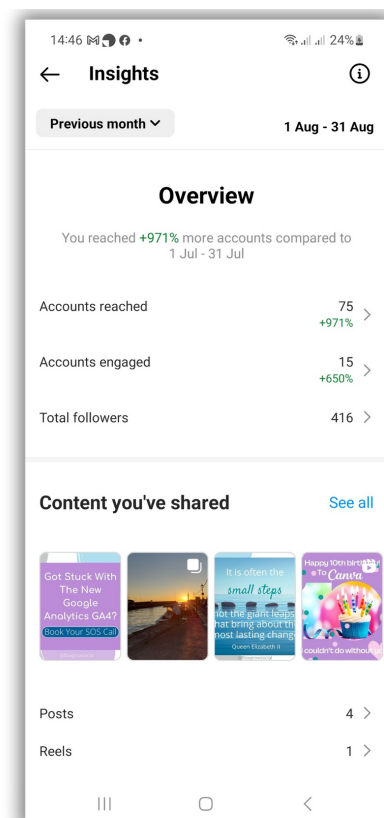 14:46
24%
Insights
Previous month
1 Aug - 31 Aug
Overview
You reached +971% more accounts compared to
1 Jul - 31 Jul
Accounts reached
75
+971%
Accounts engaged
15
+650%
Total followers
416
Content you've shared
See all
Got Stuck With
The New
Google
Analytics GA4?
Book Your SOS Call
It is often the
small steps
not the giant leaps
hat bring about th
most lasting change
Queen Elizabeth II
Happy 10th birthday
To Canva
couldn't do without
Posts
4
Reels
1